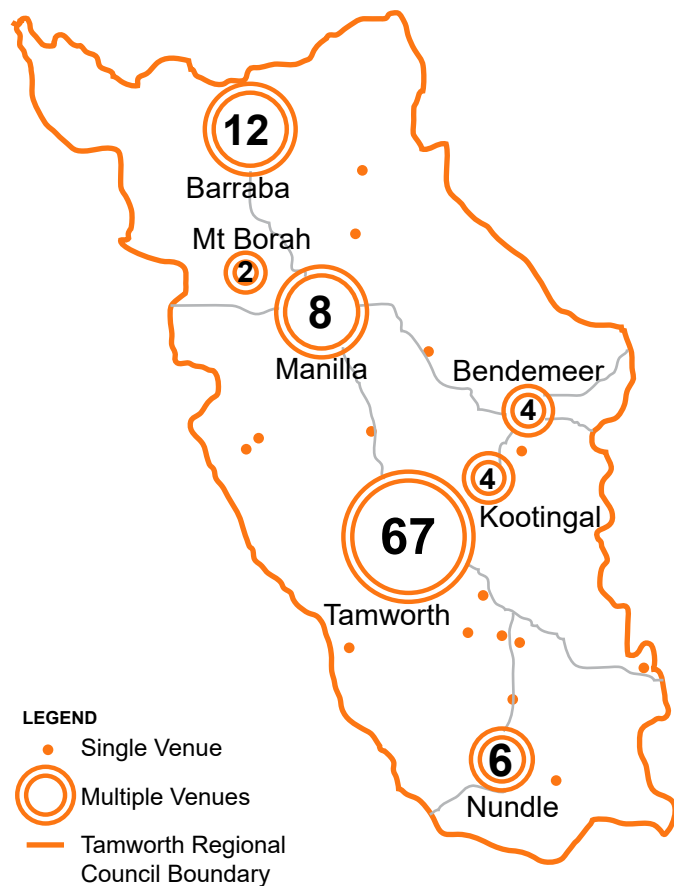 12
Barraba
Mt Borah
2
8
Manilla
Bendemeer
4
4
Kootingal
67
Tamworth
6
Nundle
LEGEND
Single Venue
Multiple Venues
Tamworth Regional
Council Boundary